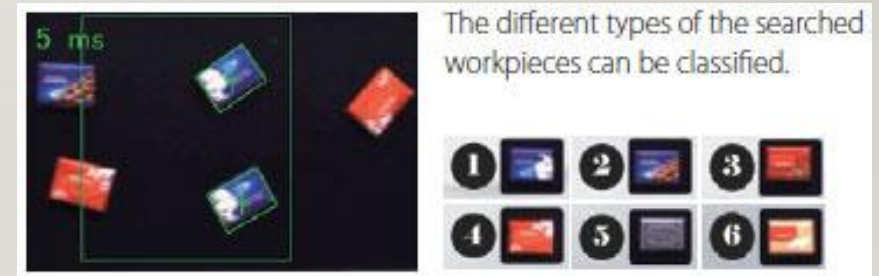 5 ms
The different types of the searched
workpieces can be classified.
1 2 3
4 5 6